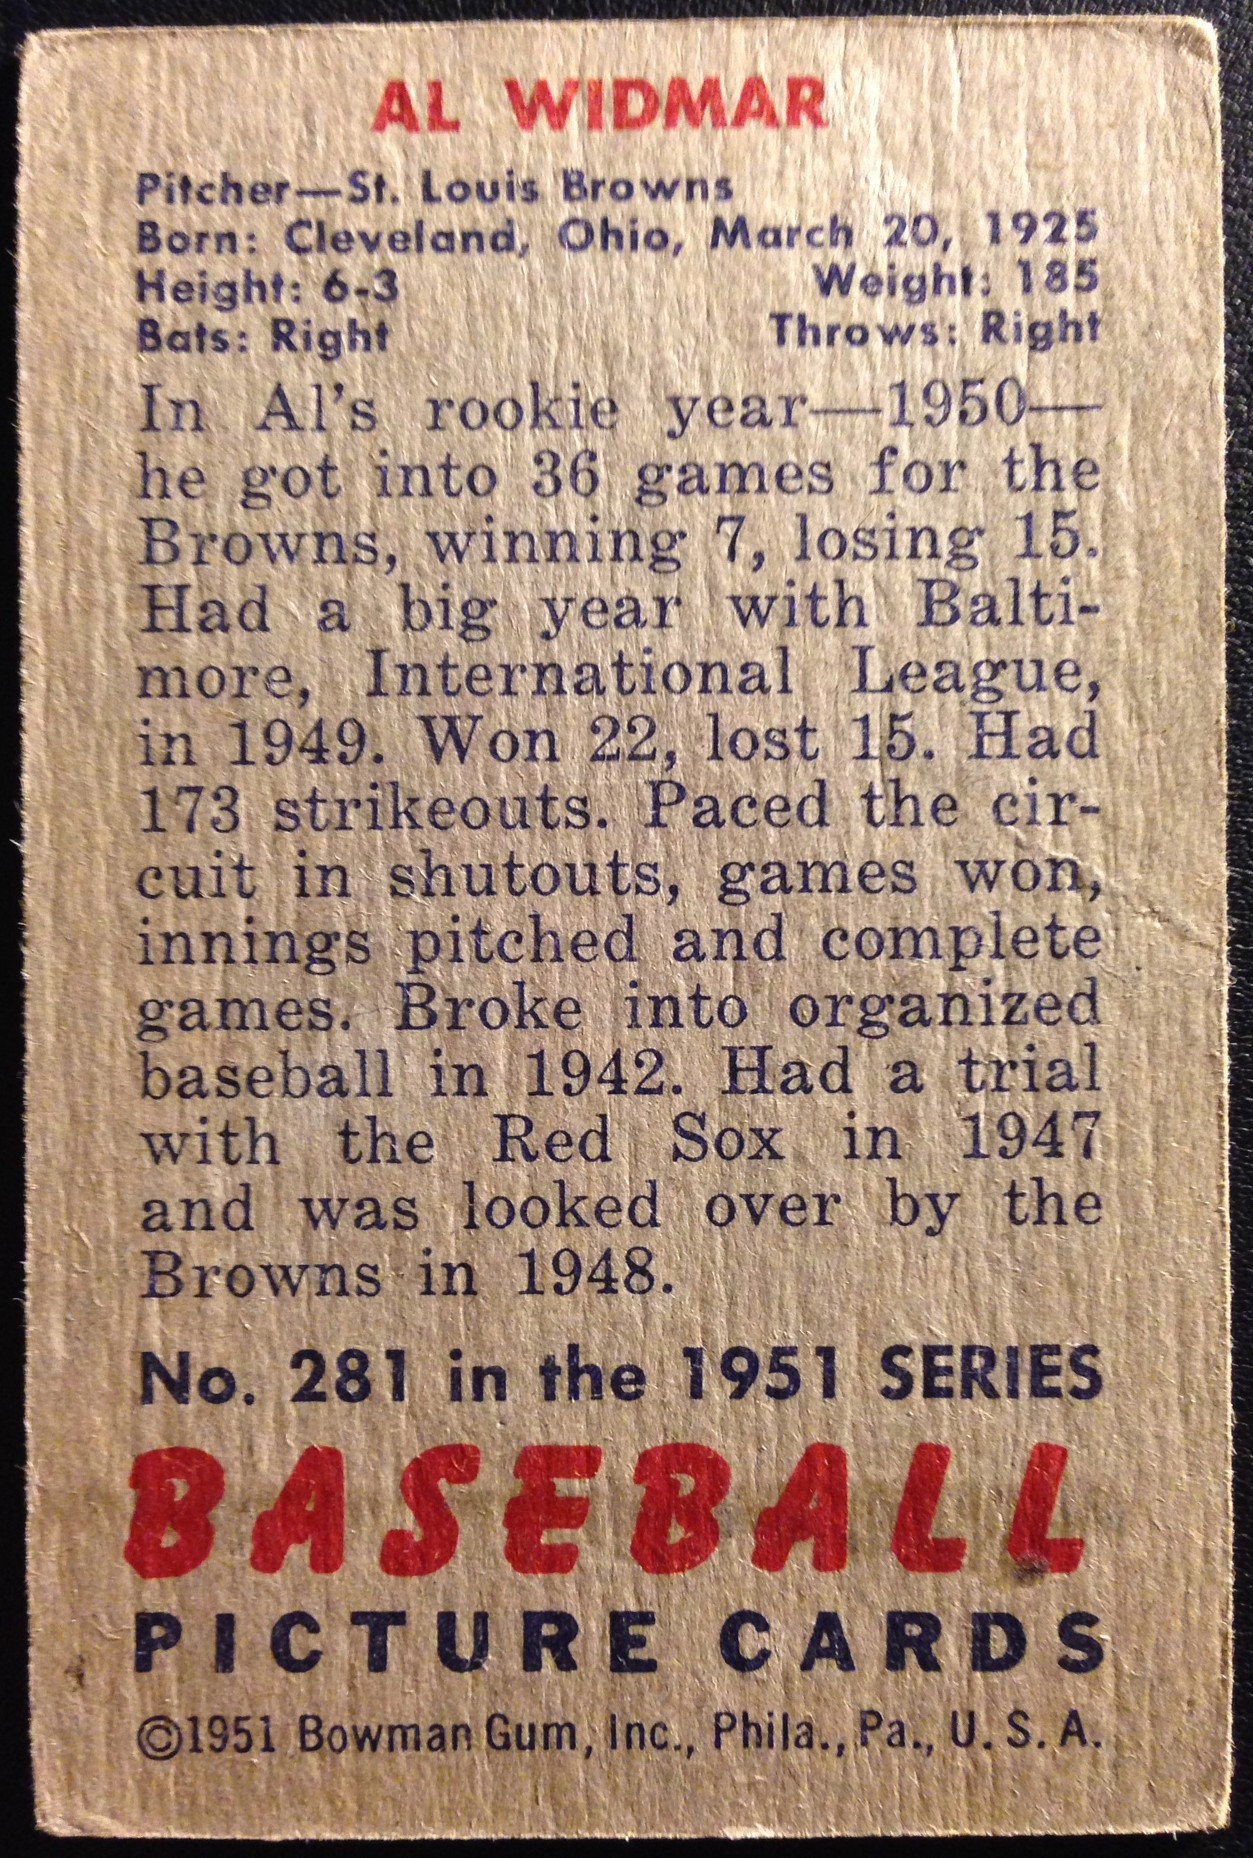 AL WIDMAR
Pitcher—St. Louis Browns
Born: Cleveland, Ohio, March 20, 1925
Height: 6-3 Weight: 185
Bats: Right Throws: Right
In Al's rookie year—1950—
he got into 36 games for the
Browns, winning 7, losing 15.
Had a big year with Balti-
more, International League,
in 1949. Won 22, lost 15. Had
173 strikeouts. Paced the cir-
cuit in shutouts, games won,
innings pitched and complete
games. Broke into organized
baseball in 1942. Had a trial
with the Red Sox in 1947
and was looked over by the
Browns in 1948.
No. 281 in the 1951 SERIES
BASEBALL
PICTURE CARDS
©1951 Bowman Gum, Inc., Phila., Pa., U. S. A.